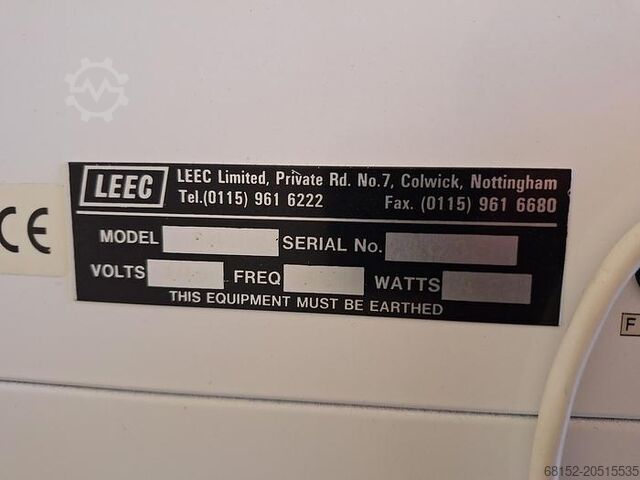 LEEC
LEEC Limited, Private Rd. No.7, Colwick, Nottingham
Tel.(0115) 961 6222 Fax. (0115) 961 6680
CE
MODEL SERIAL No.
VOLTS FREQ WATTS
THIS EQUIPMENT MUST BE EARTHED
F
68152-20515535